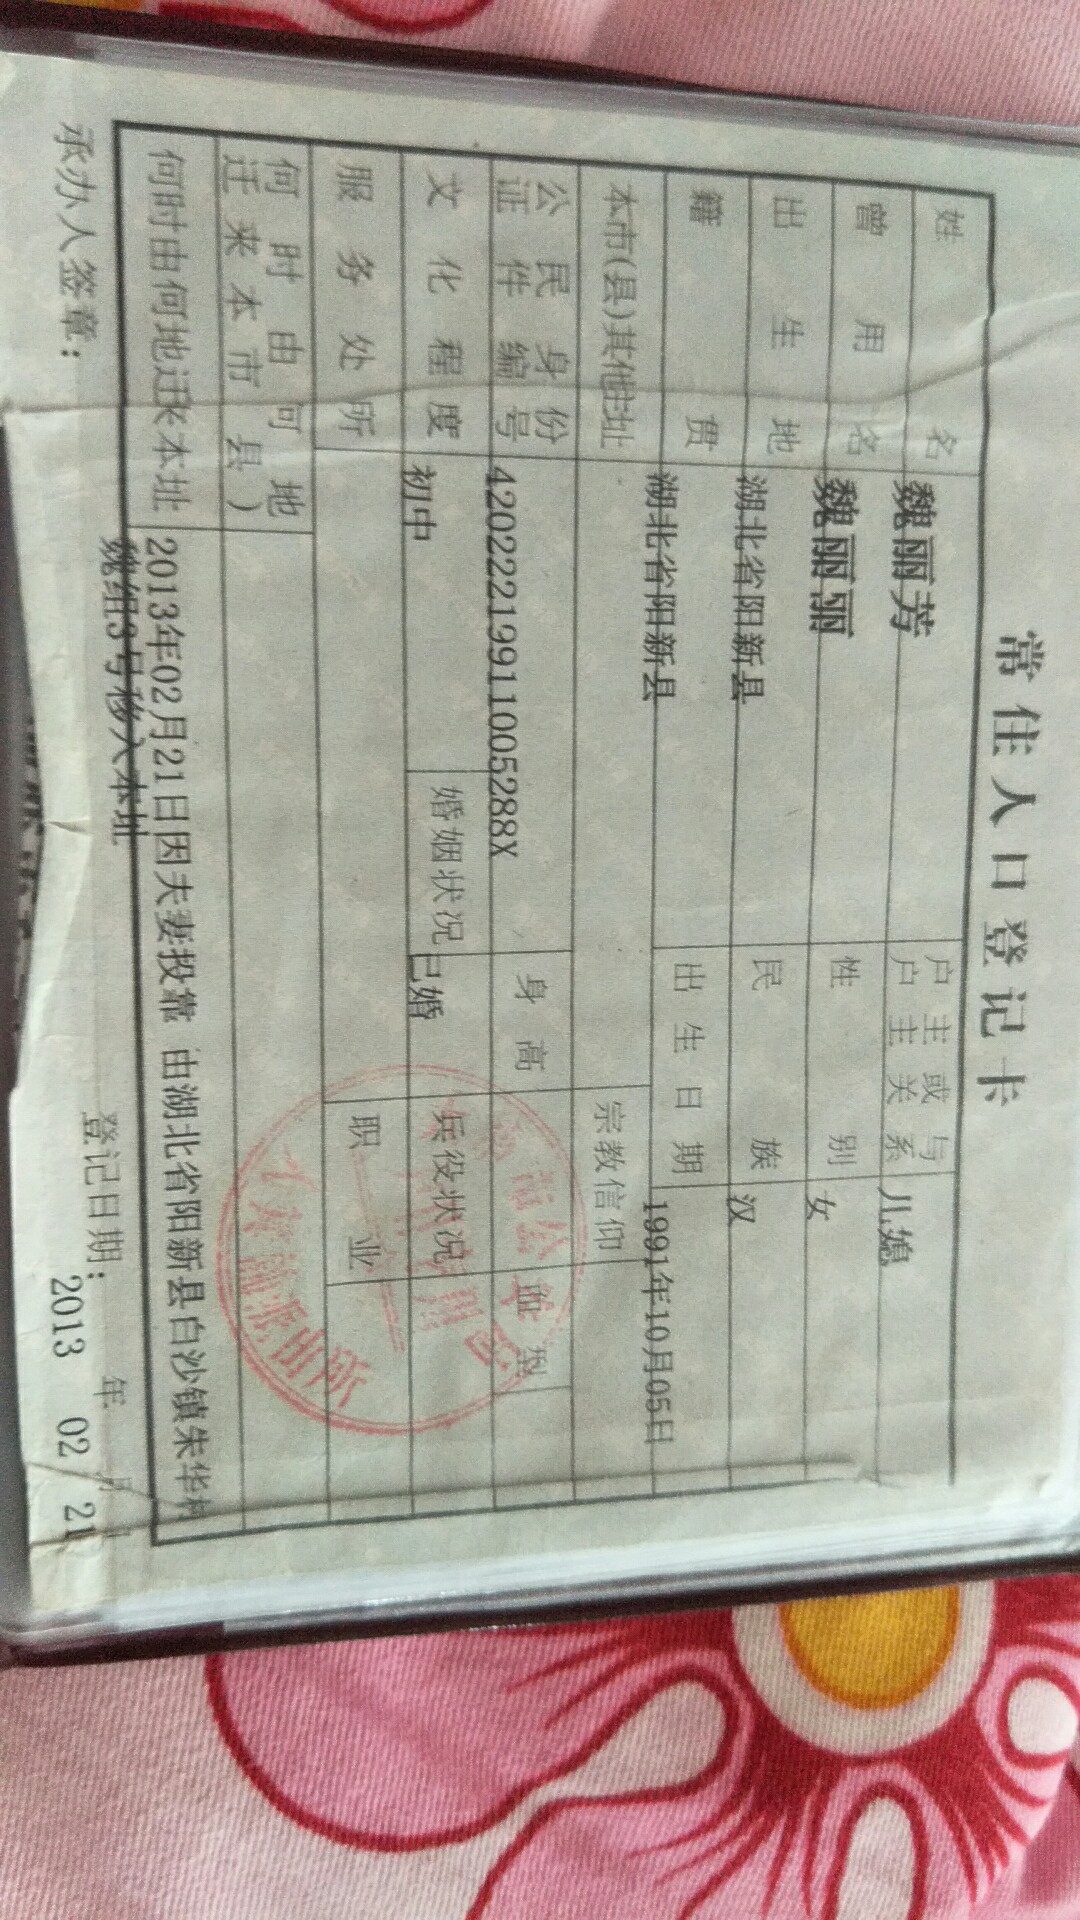 常住人口登记卡
姓名 魏丽芳 户主或与户主关系 儿媳
曾用名 魏丽丽 性别 女
出生地 湖北省阳新县 民族 汉
籍贯 湖北省阳新县 出生日期 1991年10月05日
本市(县)其他住址 宗教信仰
公民身份证件编号 42022219911005288X 身高 血型
文化程度 初中 婚姻状况 已婚 兵役状况
服务处所 职业
何时由何地迁来本市(县)
何时由何地迁来本址 2013年02月21日因夫妻投靠 由湖北省阳新县白沙镇朱华村
魏组3号移入本址
承办人签章: 登记日期: 2013年02月21
派出所